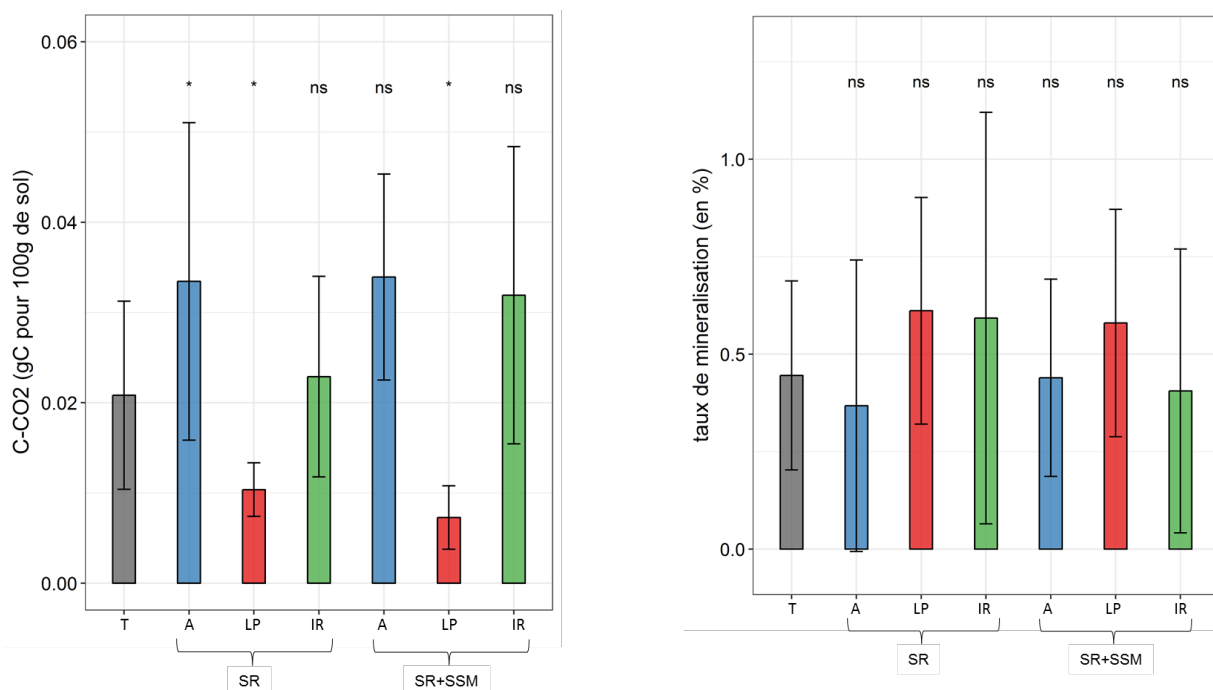 C-CO2 (gC pour 100g de sol)
0.06
0.04
0.02
0.00
* * ns ns * ns
T A LP IR A LP IR
SR SR+SSM
taux de mineralisation (en %)
1.0
0.5
0.0
ns ns ns ns ns ns
T A LP IR A LP IR
SR SR+SSM